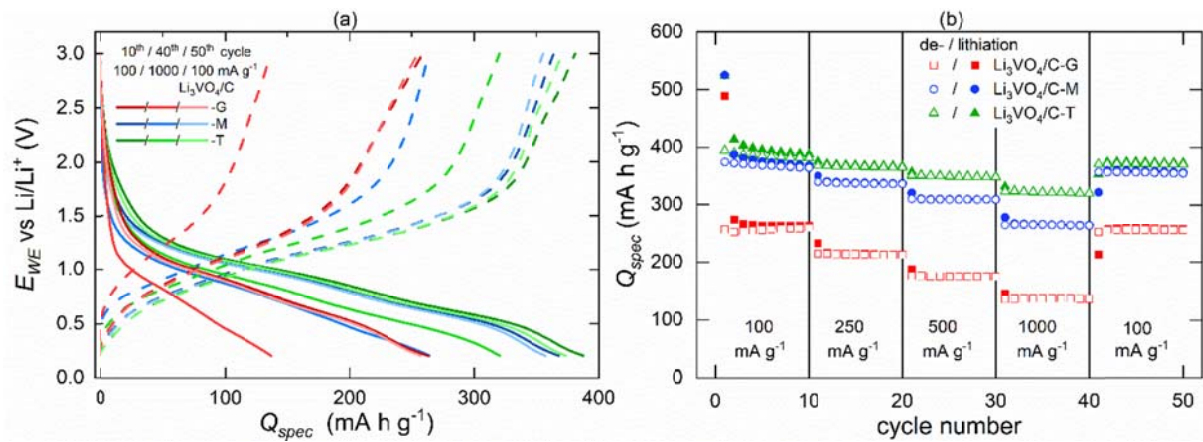 (a)
10th / 40th / 50th cycle
100 / 1000 / 100 mA g-1
Li3VO4/C
-G
-M
-T
3.0
2.5
2.0
1.5
1.0
0.5
0.0
EWE vs Li/Li+ (V)
0 100 200 300 400
Qspec (mA h g-1)
(b)
de- / lithiation
/ Li3VO4/C-G
/ Li3VO4/C-M
/ Li3VO4/C-T
600
500
400
300
200
100
0
Qspec (mA h g-1)
100 250 500 1000 100
mA g-1 mA g-1 mA g-1 mA g-1 mA g-1
0 10 20 30 40 50
cycle number